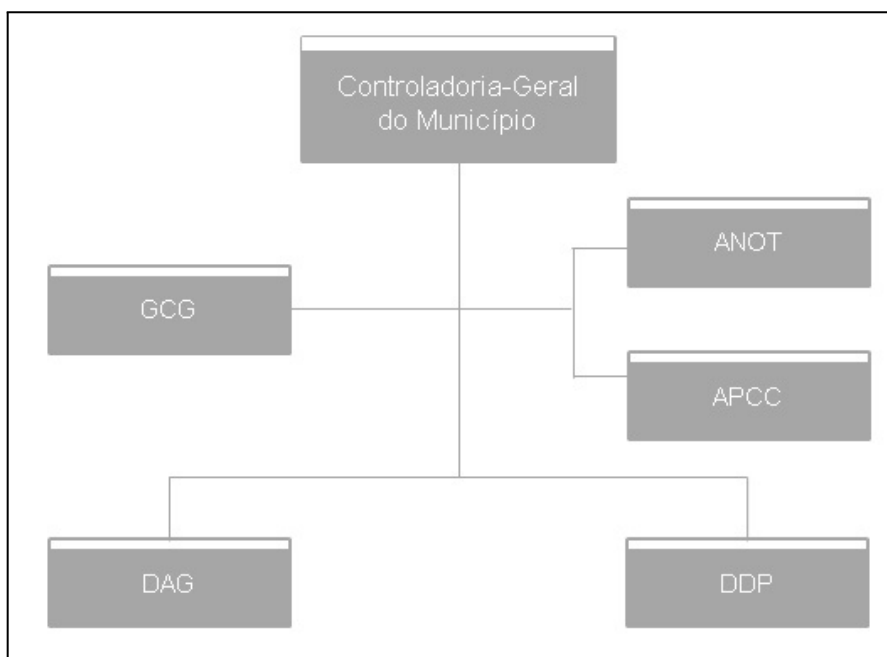 Controladoria-Geral
do Município
ANOT
GCG
APCC
DAG
DDP